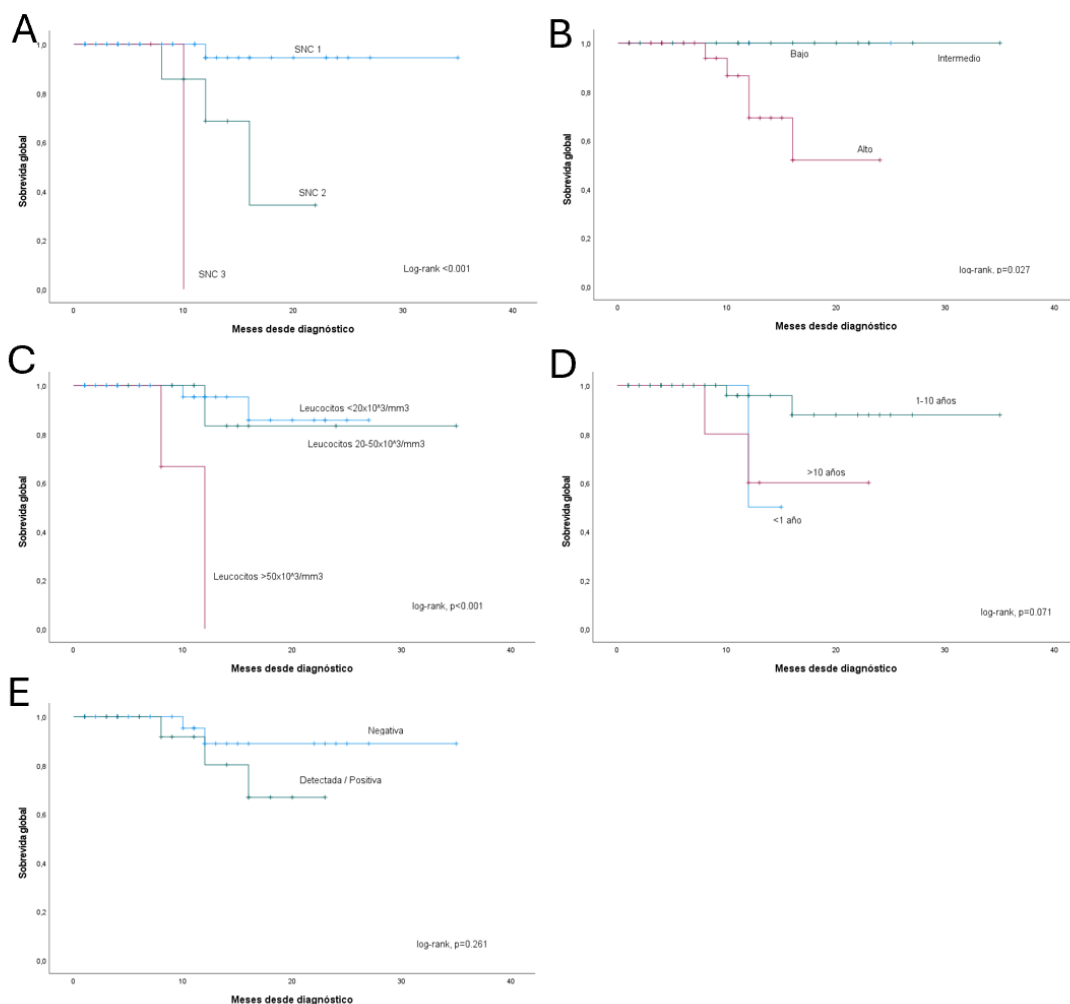 A
1,0
0,8
0,6
0,4
0,2
0,0
Sobrevida global
SNC 1
SNC 2
SNC 3
Log-rank <0.001
0
10
20
30
40
Meses desde diagnóstico
B
1,0
0,8
0,6
0,4
0,2
0,0
Sobrevida global
Bajo
Intermedio
Alto
log-rank, p=0.027
0
10
20
30
40
Meses desde diagnóstico
C
1,0
0,8
0,6
0,4
0,2
0,0
Sobrevida global
Leucocitos <20x10^3/mm3
Leucocitos 20-50x10^3/mm3
Leucocitos >50x10^3/mm3
log-rank, p<0.001
0
10
20
30
40
Meses desde diagnóstico
D
1,0
0,8
0,6
0,4
0,2
0,0
Sobrevida global
1-10 años
>10 años
<1 año
log-rank, p=0.071
0
10
20
30
40
Meses desde diagnóstico
E
1,0
0,8
0,6
0,4
0,2
0,0
Sobrevida global
Negativa
Detectada / Positiva
log-rank, p=0.261
0
10
20
30
40
Meses desde diagnóstico